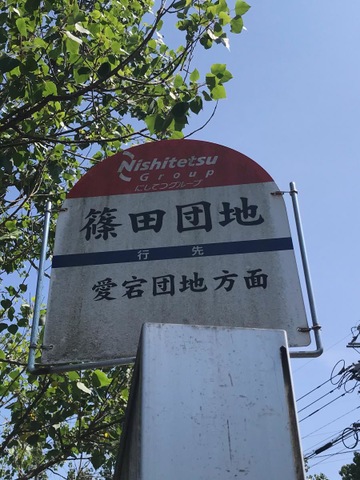 Nishitetsu
Group
にしてつグループ
篠田団地
行先
愛宕団地方面